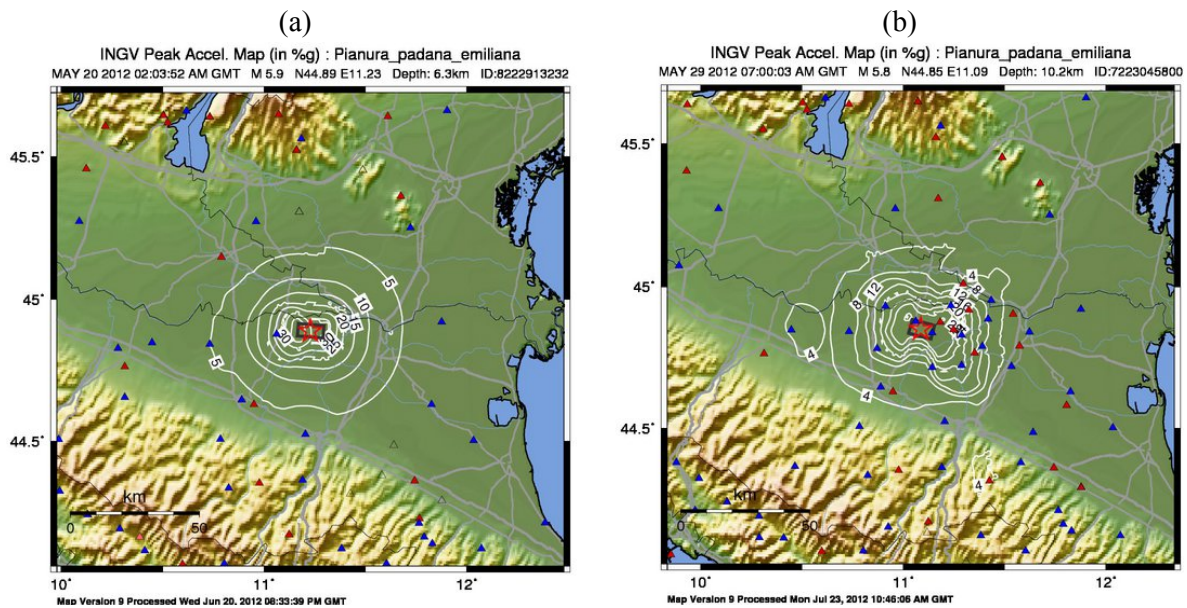 (a)
INGV Peak Accel. Map (in %g) : Pianura_padana_emiliana
MAY 20 2012 02:03:52 AM GMT M 5.9 N44.89 E11.23 Depth: 6.3km ID:8222913232
45.5°
45°
44.5°
5
10
15
20
30
5
km
0 50
10° 11° 12°
Map Version 9 Processed Wed Jun 20, 2012 08:33:39 PM GMT
(b)
INGV Peak Accel. Map (in %g) : Pianura_padana_emiliana
MAY 29 2012 07:00:03 AM GMT M 5.8 N44.85 E11.09 Depth: 10.2km ID:7223045800
45.5°
45°
44.5°
4
8
12
12
8
4
4
4
km
0 50
10° 11° 12°
Map Version 9 Processed Mon Jul 23, 2012 10:46:06 AM GMT